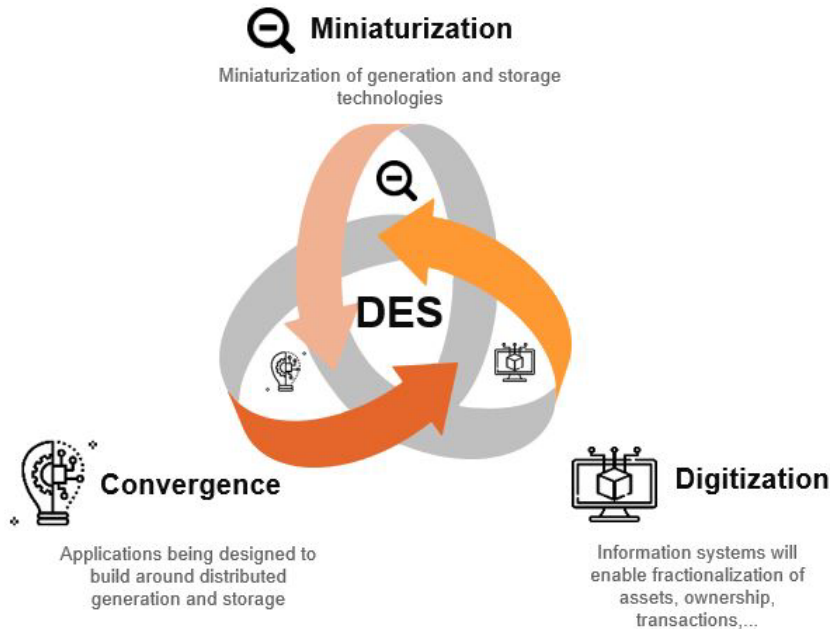 Miniaturization
Miniaturization of generation and storage
technologies
DES
Convergence
Applications being designed to
build around distributed
generation and storage
Digitization
Information systems will
enable fractionalization of
assets, ownership,
transactions,...